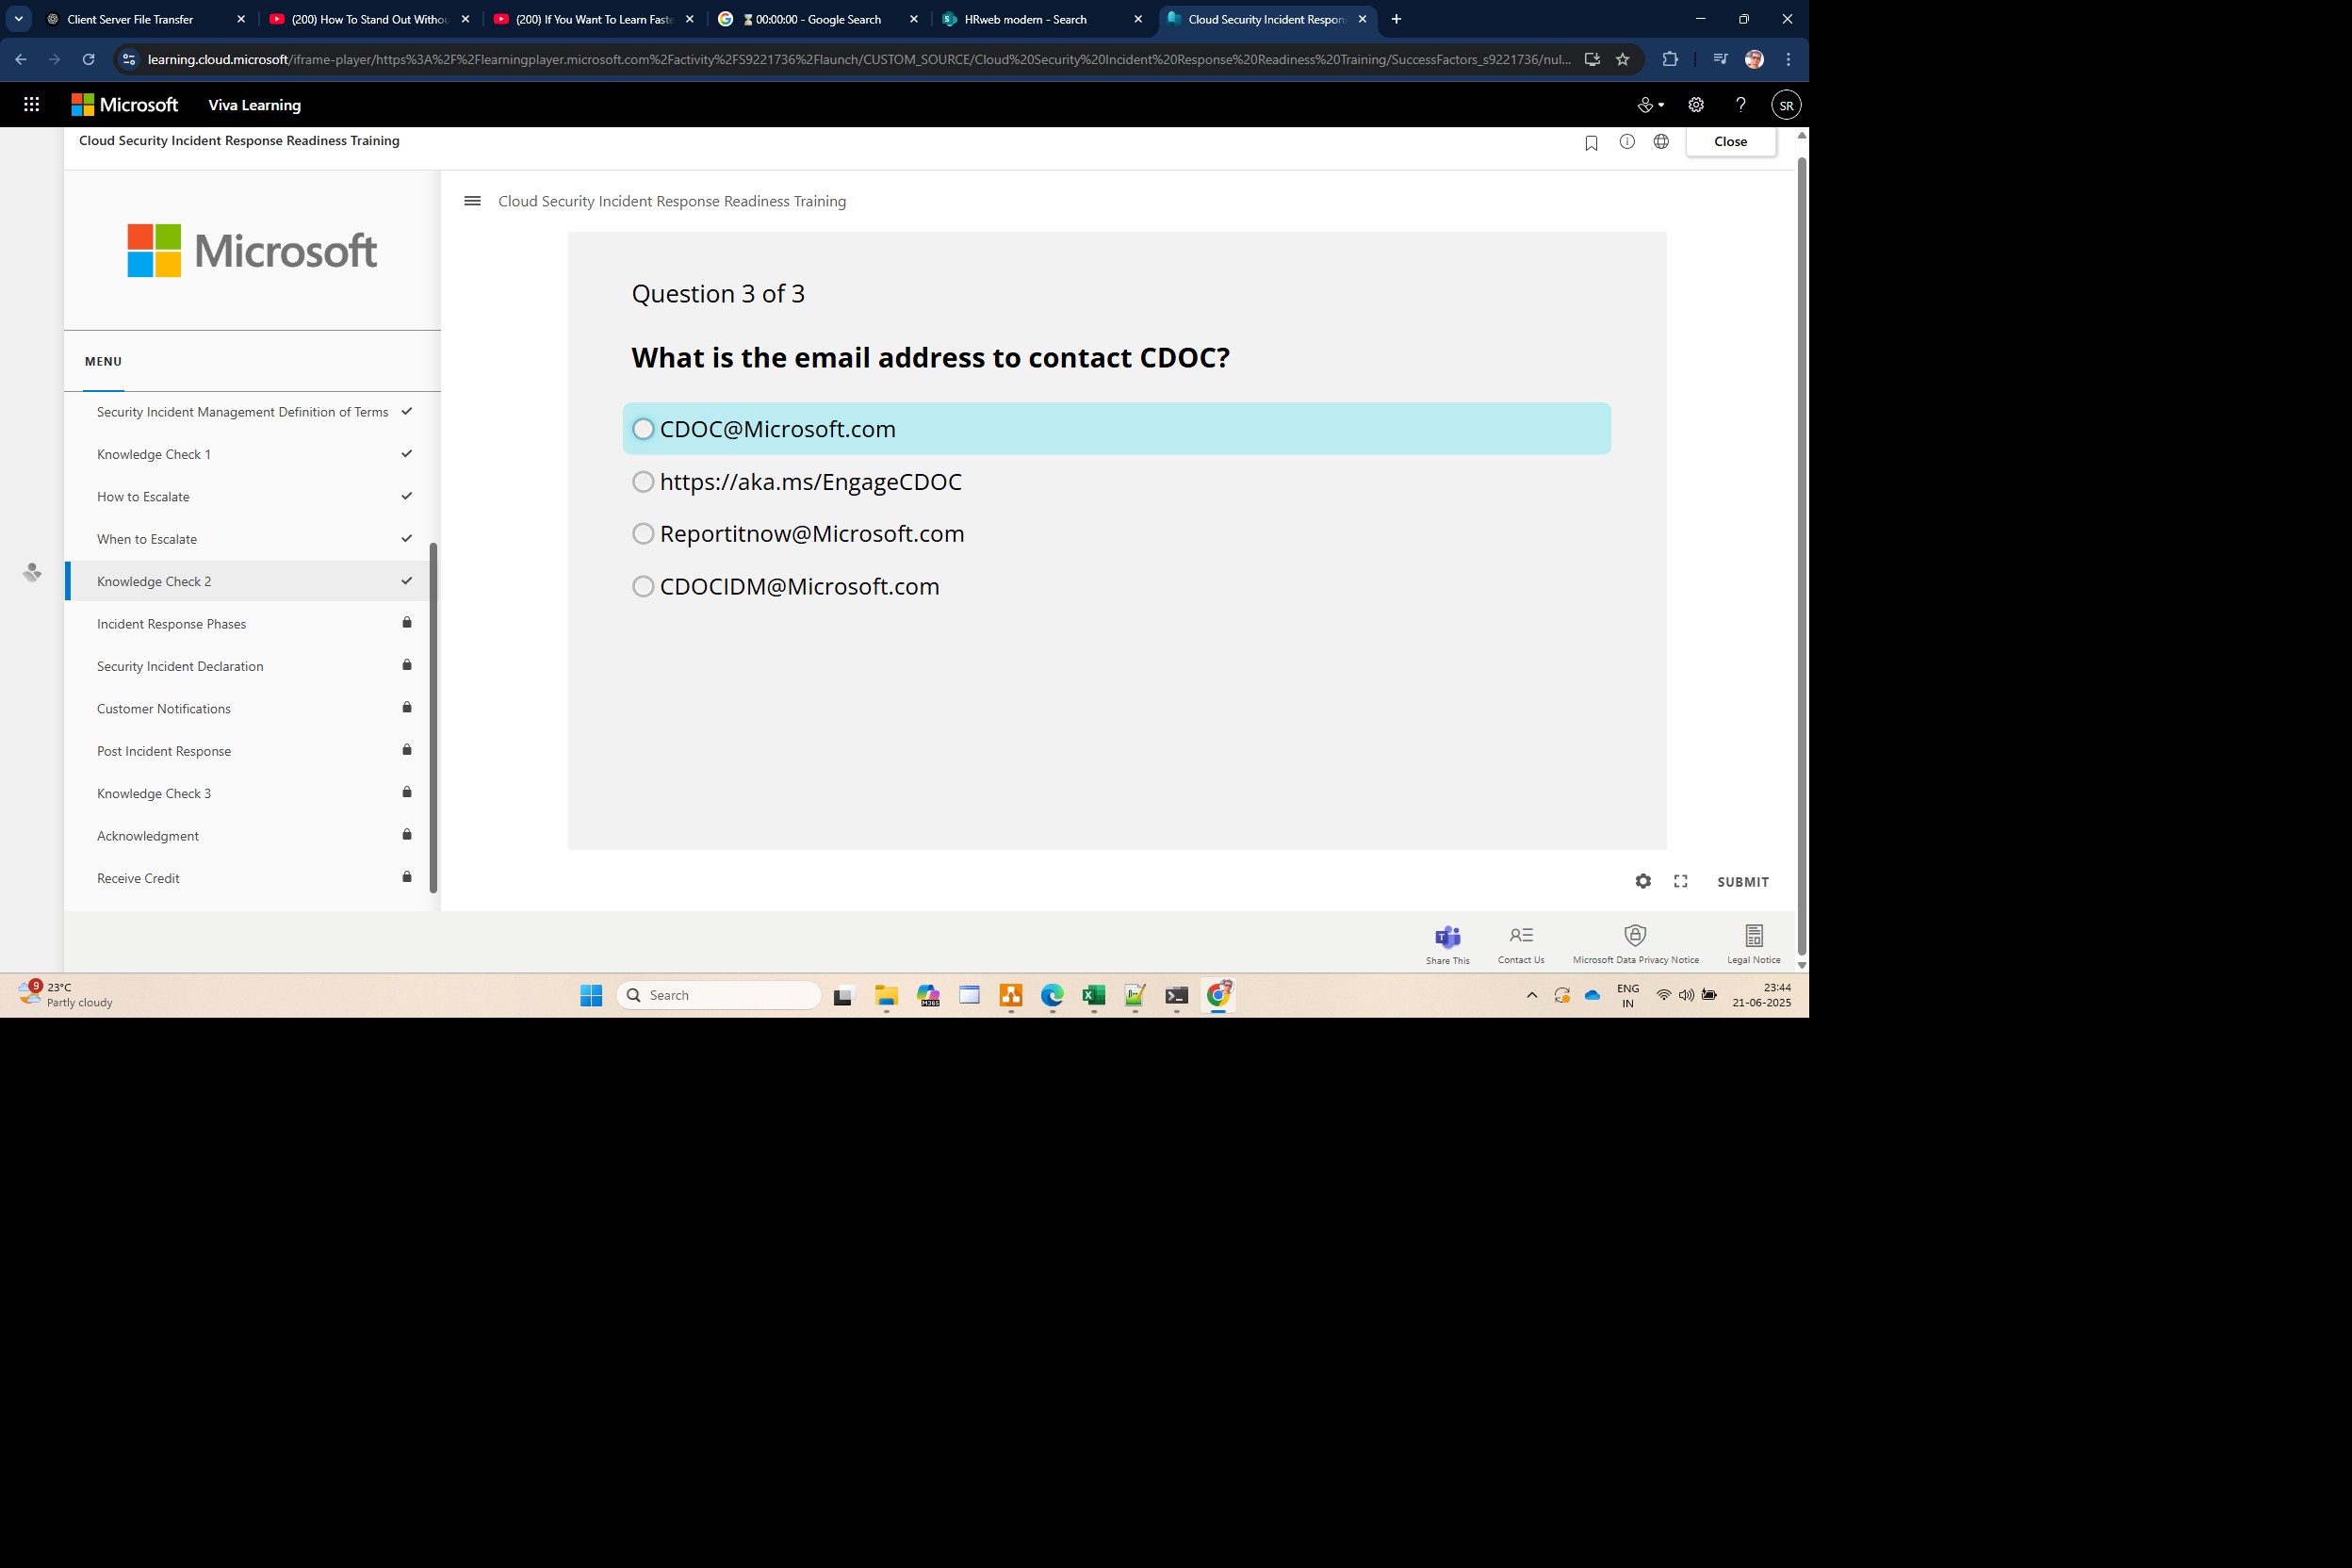 Client Server File Transfer
(200) How To Stand Out Withou
(200) If You Want To Learn Faste
00:00:00 - Google Search
HRweb modern - Search
Cloud Security Incident Respon
learning.cloud.microsoft/iframe-player/https%3A%2F%2Flearningplayer.microsoft.com%2Factivity%2FS9221736%2Flaunch/CUSTOM_SOURCE/Cloud%20Security%20Incident%20Response%20Readiness%20Training/SuccessFactors_s9221736/nul...
Microsoft
Viva Learning
SR
Cloud Security Incident Response Readiness Training
Close
Microsoft
MENU
Security Incident Management Definition of Terms
Knowledge Check 1
How to Escalate
When to Escalate
Knowledge Check 2
Incident Response Phases
Security Incident Declaration
Customer Notifications
Post Incident Response
Knowledge Check 3
Acknowledgment
Receive Credit
Cloud Security Incident Response Readiness Training
Question 3 of 3
What is the email address to contact CDOC?
CDOC@Microsoft.com
https://aka.ms/EngageCDOC
Reportitnow@Microsoft.com
CDOCIDM@Microsoft.com
SUBMIT
Share This
Contact Us
Microsoft Data Privacy Notice
Legal Notice
9
23°C
Partly cloudy
Search
M365
ENG
IN
23:44
21-06-2025